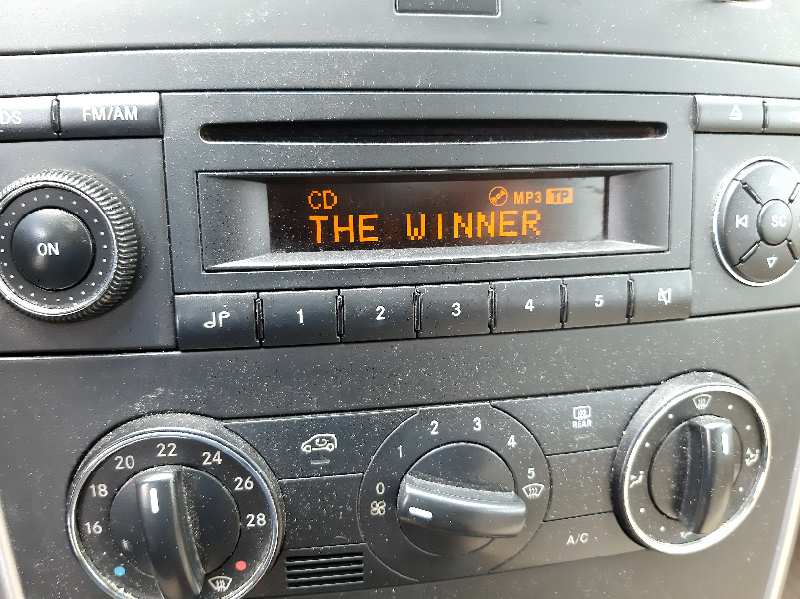 FM/AM
CD MP3 TP
THE WINNER
ON
SC
1 2 3 4 5
REAR
16 18 20 22 24 26 28
0 1 2 3 4 5
A/C